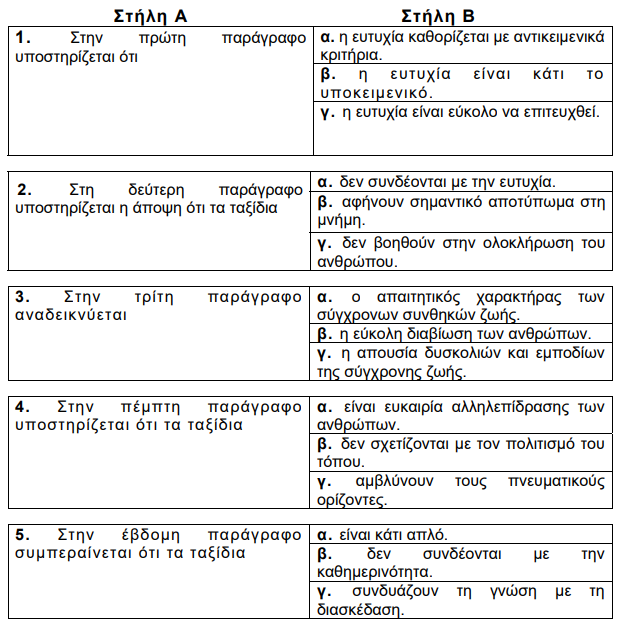 Στήλη Α
Στήλη Β
1. Στην πρώτη παράγραφο
υποστηρίζεται ότι
α. η ευτυχία καθορίζεται με αντικειμενικά
κριτήρια.
β. η ευτυχία είναι κάτι το
υποκειμενικό.
γ. η ευτυχία είναι εύκολο να επιτευχθεί.
2. Στη δεύτερη παράγραφο
υποστηρίζεται η άποψη ότι τα ταξίδια
α. δεν συνδέονται με την ευτυχία.
β. αφήνουν σημαντικό αποτύπωμα στη
μνήμη.
γ. δεν βοηθούν στην ολοκλήρωση του
ανθρώπου.
3. Στην τρίτη παράγραφο
αναδεικνύεται
α. ο απαιτητικός χαρακτήρας των
σύγχρονων συνθηκών ζωής.
β. η εύκολη διαβίωση των ανθρώπων.
γ. η απουσία δυσκολιών και εμποδίων
της σύγχρονης ζωής.
4. Στην πέμπτη παράγραφο
υποστηρίζεται ότι τα ταξίδια
α. είναι ευκαιρία αλληλεπίδρασης των
ανθρώπων.
β. δεν σχετίζονται με τον πολιτισμό του
τόπου.
γ. αμβλύνουν τους πνευματικούς
ορίζοντες.
5. Στην έβδομη παράγραφο
συμπεραίνεται ότι τα ταξίδια
α. είναι κάτι απλό.
β. δεν συνδέονται με την
καθημερινότητα.
γ. συνδυάζουν τη γνώση με τη
διασκέδαση.